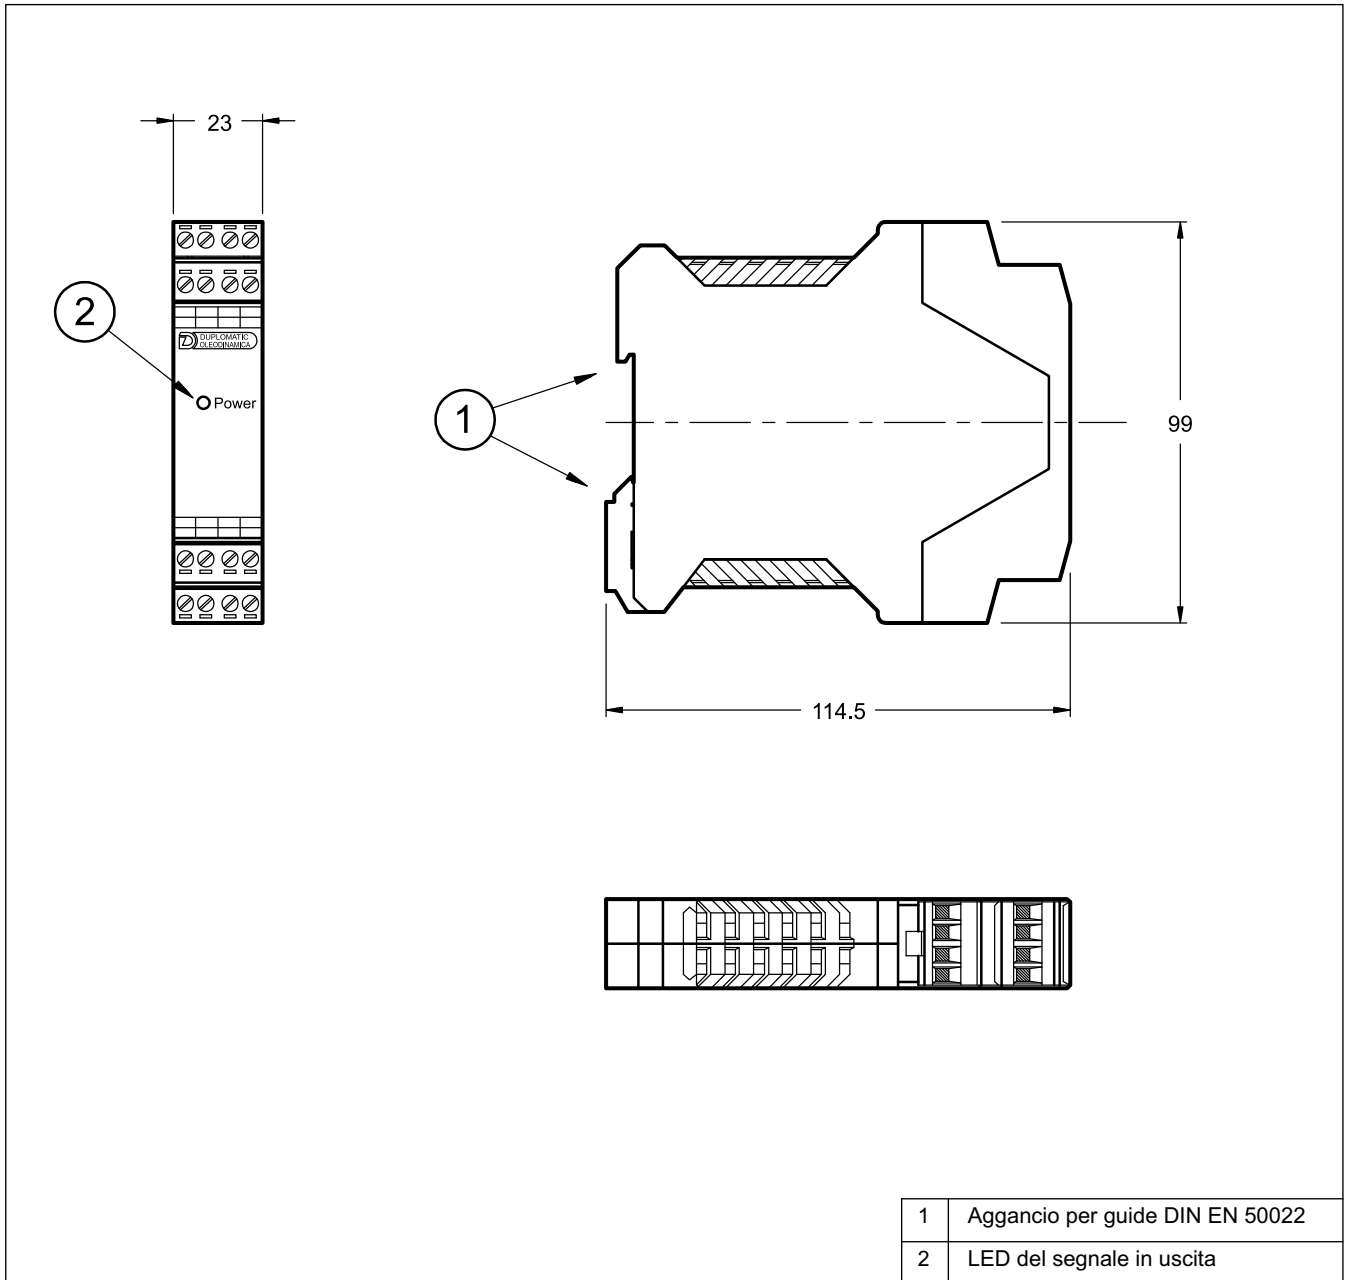 23
2
DUPLOMATIC
OLEODINAMICA
Power
1
99
114.5
1 Aggancio per guide DIN EN 50022
2 LED del segnale in uscita